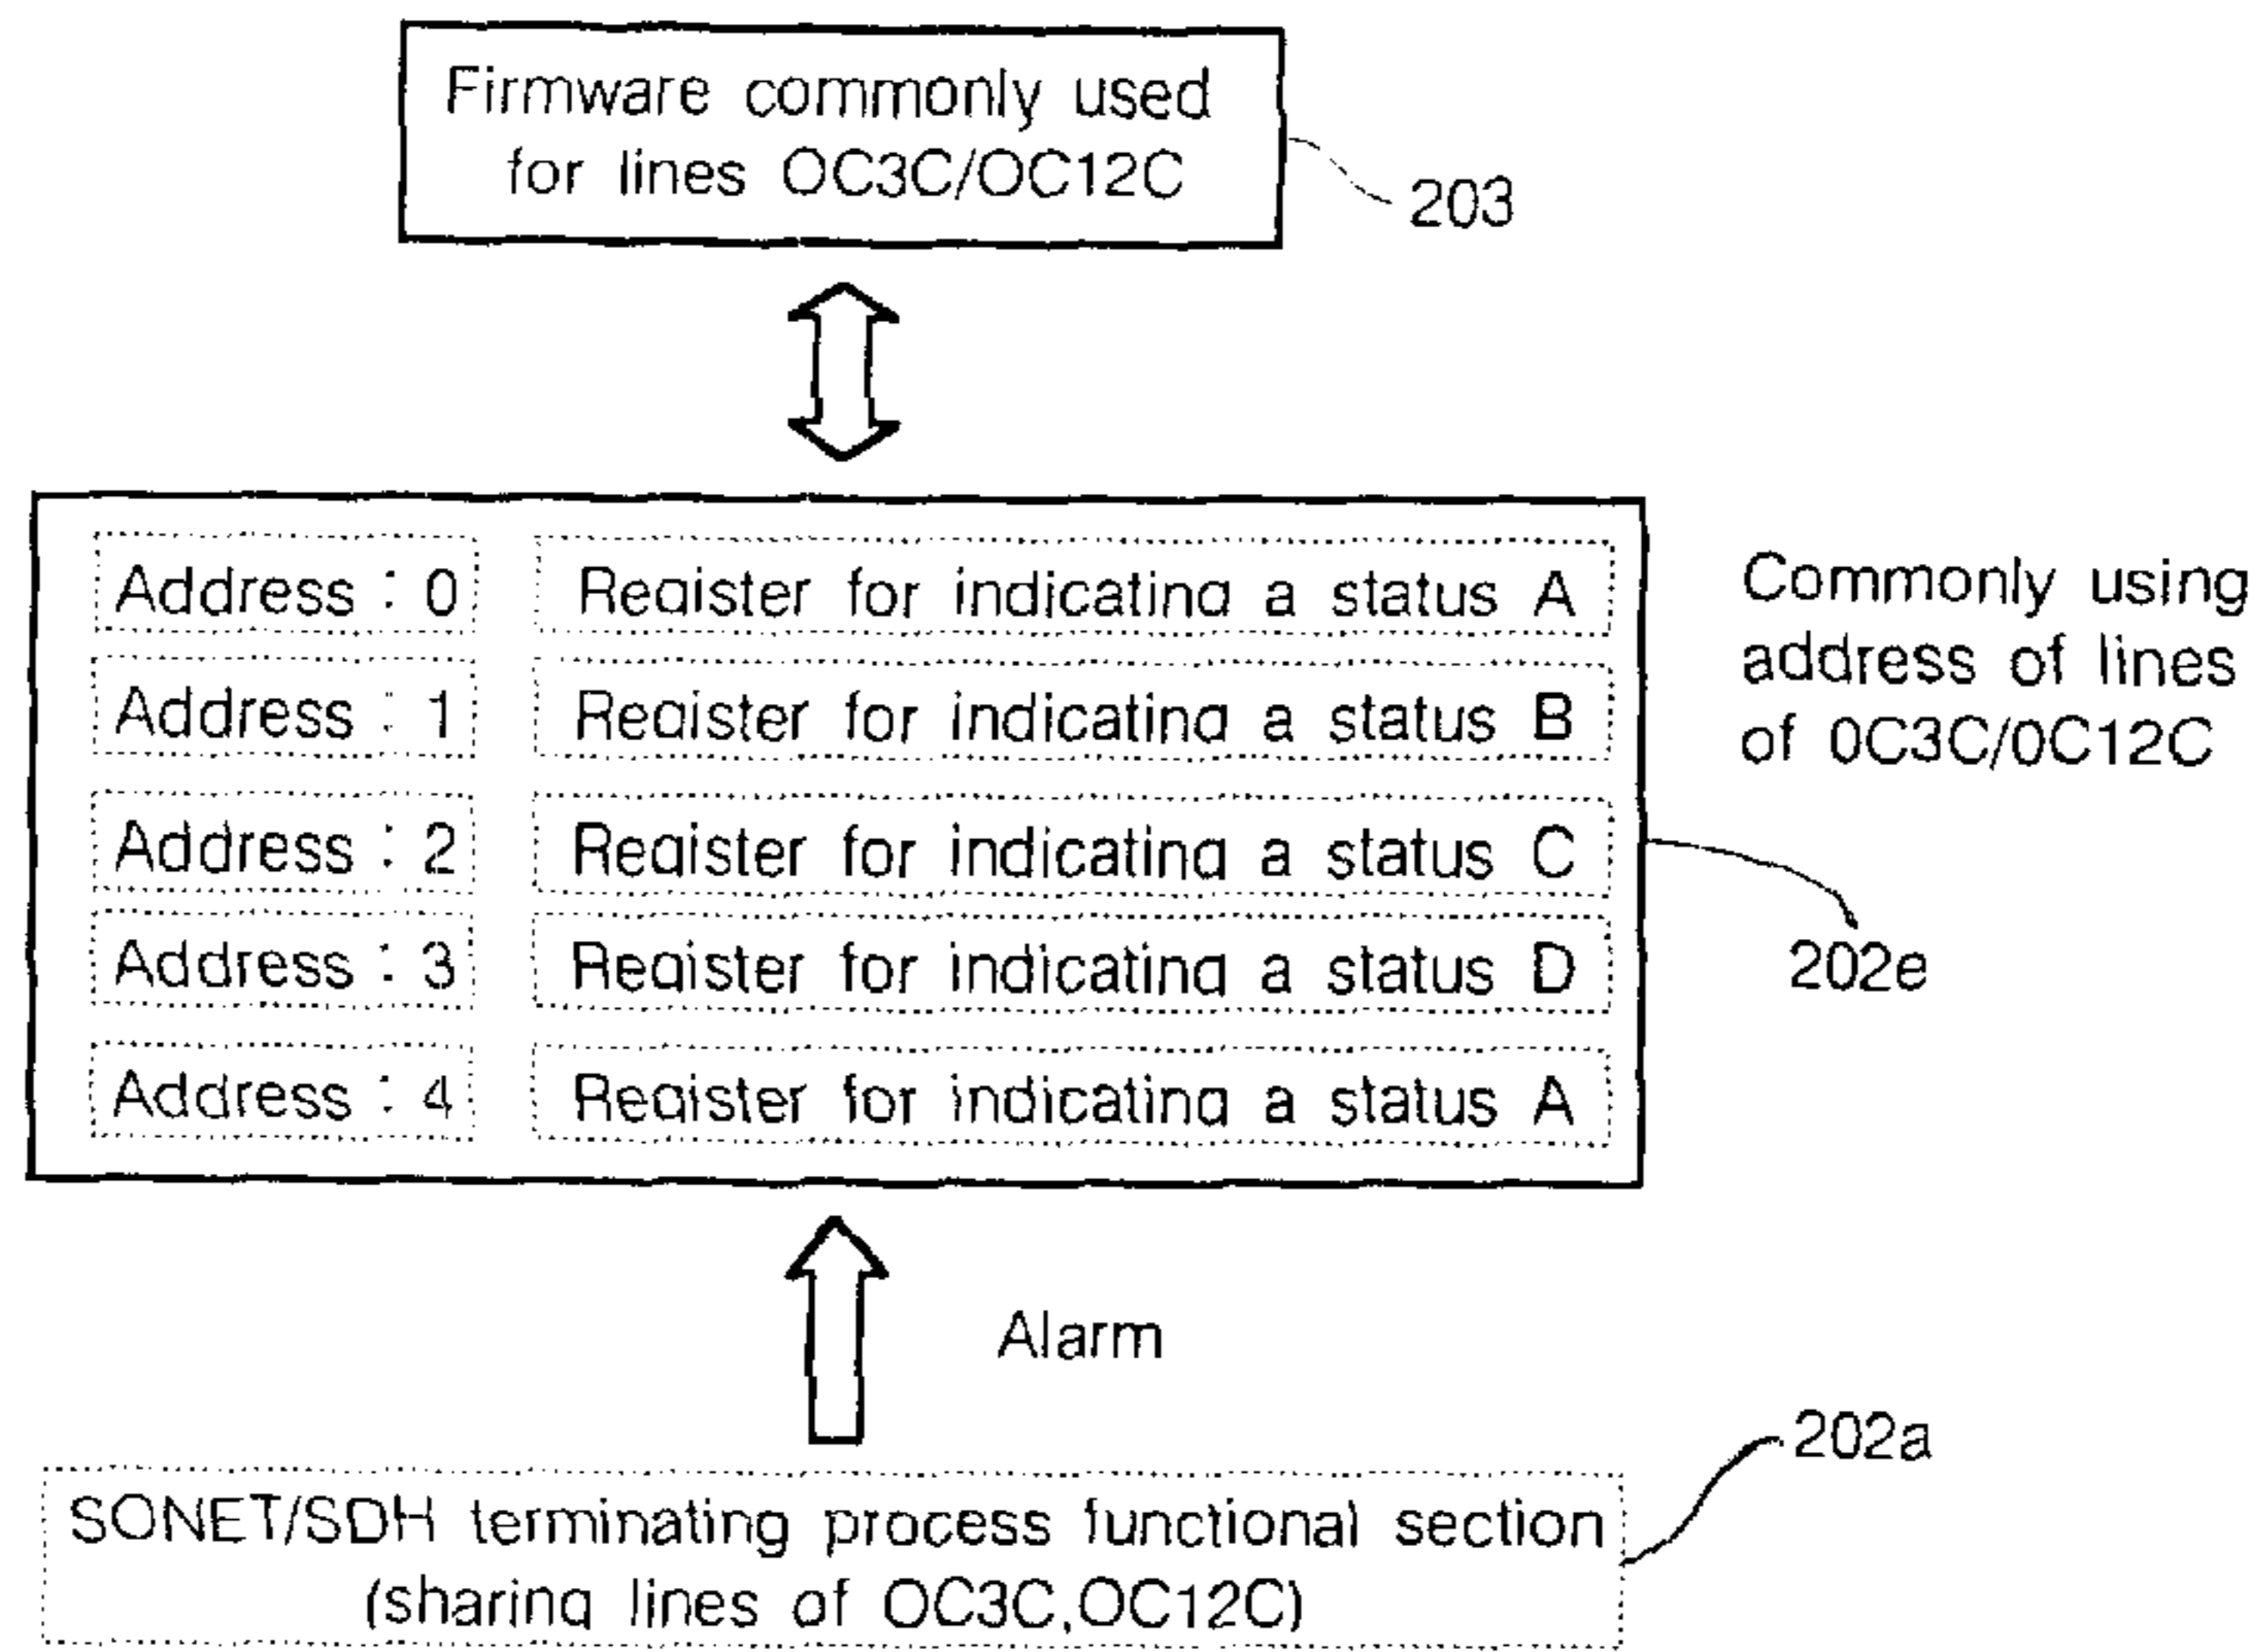 Firmware commonly used
for lines OC3C/OC12C
203
Address : 0 Register for indicating a status A
Address : 1 Register for indicating a status B
Address : 2 Register for indicating a status C
Address : 3 Register for indicating a status D
Address : 4 Register for indicating a status A
Commonly using
address of lines
of 0C3C/0C12C
202e
Alarm
202a
SONET/SDH terminating process functional section
(sharing lines of OC3C,OC12C)